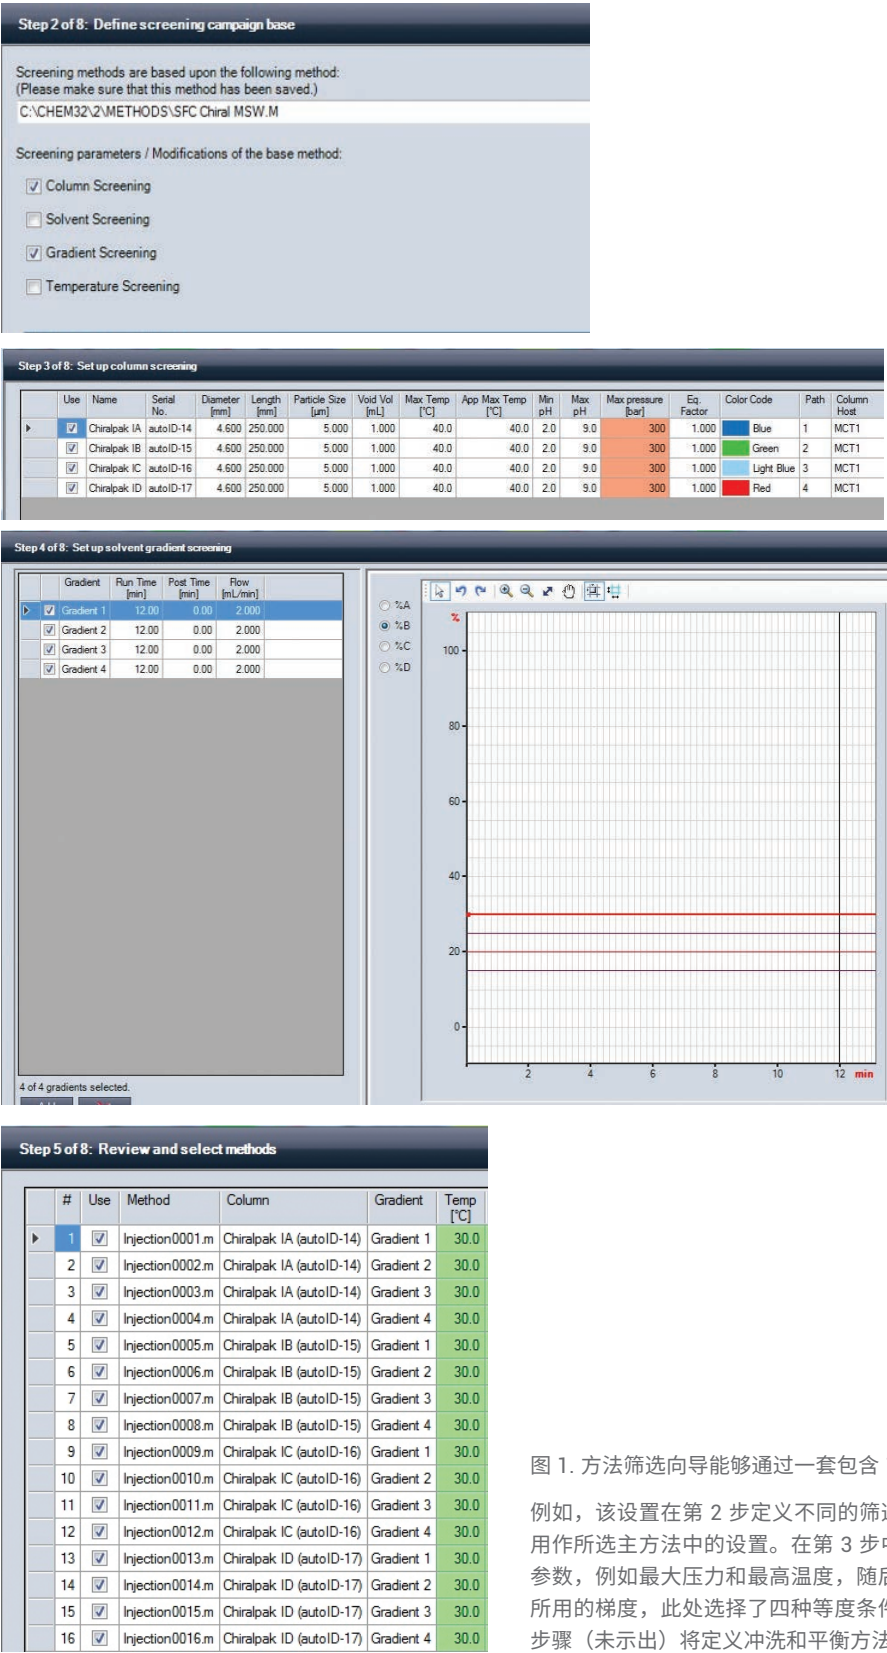 Step 2 of 8: Define screening campaign base
Screening methods are based upon the following method:
(Please make sure that this method has been saved.)
C:\CHEM32\2\METHODS\SFC Chiral MSW.M
Screening parameters / Modifications of the base method:
Column Screening
Solvent Screening
Gradient Screening
Temperature Screening
Step 3 of 8: Set up column screening
Use Name Serial No. Diameter [mm] Length [mm] Particle Size [µm] Void Vol [mL] Max Temp [°C] App Max Temp [°C] Min pH Max pH Max pressure [bar] Eq. Factor Color Code Path Column Host
Chiralpak IA autoID-14 4.600 250.000 5.000 1.000 40.0 40.0 2.0 9.0 300 1.000 Blue 1 MCT1
Chiralpak IB autoID-15 4.600 250.000 5.000 1.000 40.0 40.0 2.0 9.0 300 1.000 Green 2 MCT1
Chiralpak IC autoID-16 4.600 250.000 5.000 1.000 40.0 40.0 2.0 9.0 300 1.000 Light Blue 3 MCT1
Chiralpak ID autoID-17 4.600 250.000 5.000 1.000 40.0 40.0 2.0 9.0 300 1.000 Red 4 MCT1
Step 4 of 8: Set up solvent gradient screening
Gradient Run Time [min] Post Time [min] Flow [mL/min]
Gradient 1 12.00 0.00 2.000
Gradient 2 12.00 0.00 2.000
Gradient 3 12.00 0.00 2.000
Gradient 4 12.00 0.00 2.000
4 of 4 gradients selected.
%A
%B
%C
%D
%
100
80
60
40
20
0
2 4 6 8 10 12 min
Step 5 of 8: Review and select methods
# Use Method Column Gradient Temp [°C]
1 Injection0001.m Chiralpak IA (autoID-14) Gradient 1 30.0
2 Injection0002.m Chiralpak IA (autoID-14) Gradient 2 30.0
3 Injection0003.m Chiralpak IA (autoID-14) Gradient 3 30.0
4 Injection0004.m Chiralpak IA (autoID-14) Gradient 4 30.0
5 Injection0005.m Chiralpak IB (autoID-15) Gradient 1 30.0
6 Injection0006.m Chiralpak IB (autoID-15) Gradient 2 30.0
7 Injection0007.m Chiralpak IB (autoID-15) Gradient 3 30.0
8 Injection0008.m Chiralpak IB (autoID-15) Gradient 4 30.0
9 Injection0009.m Chiralpak IC (autoID-16) Gradient 1 30.0
10 Injection0010.m Chiralpak IC (autoID-16) Gradient 2 30.0
11 Injection0011.m Chiralpak IC (autoID-16) Gradient 3 30.0
12 Injection0012.m Chiralpak IC (autoID-16) Gradient 4 30.0
13 Injection0013.m Chiralpak ID (autoID-17) Gradient 1 30.0
14 Injection0014.m Chiralpak ID (autoID-17) Gradient 2 30.0
15 Injection0015.m Chiralpak ID (autoID-17) Gradient 3 30.0
16 Injection0016.m Chiralpak ID (autoID-17) Gradient 4 30.0
图 1. 方法筛选向导能够通过一套包含
例如，该设置在第 2 步定义不同的筛选
用作所选主方法中的设置。在第 3 步中
参数，例如最大压力和最高温度，随后
所用的梯度，此处选择了四种等度条件
步骤（未示出）将定义冲洗和平衡方法